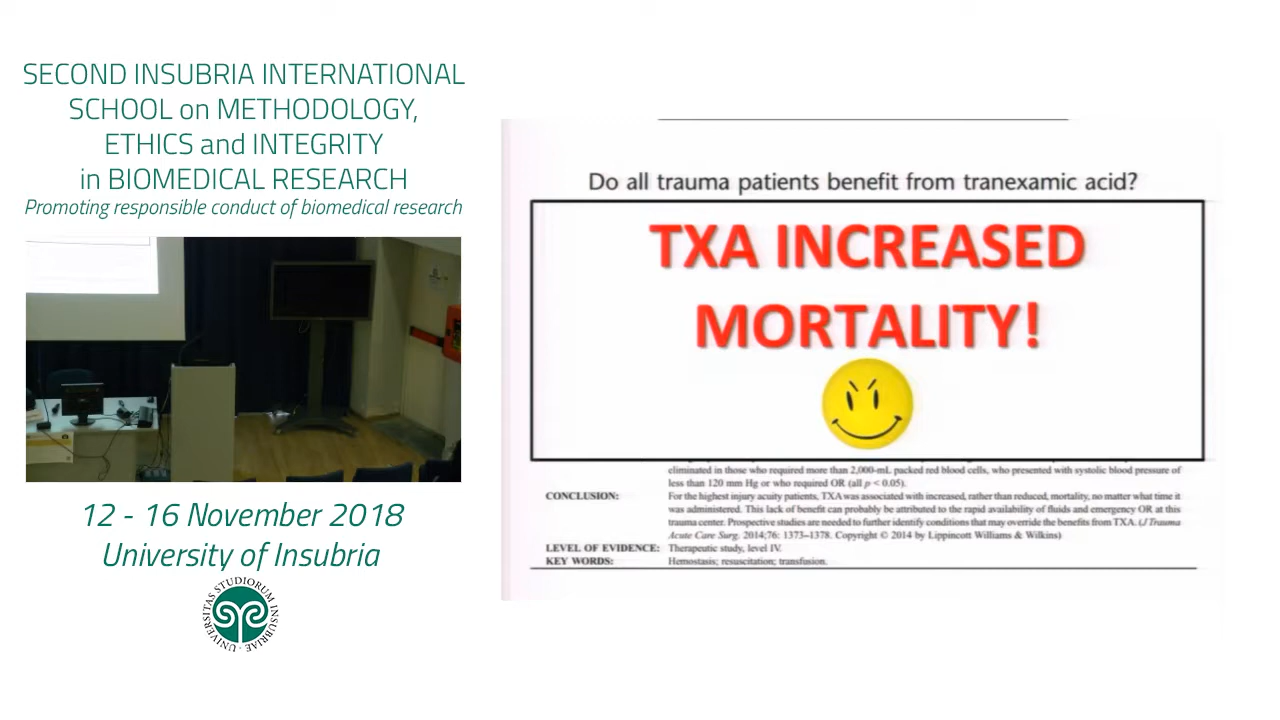 SECOND INSUBRIA INTERNATIONAL
SCHOOL on METHODOLOGY,
ETHICS and INTEGRITY
in BIOMEDICAL RESEARCH
Promoting responsible conduct of biomedical research
12 - 16 November 2018
University of Insubria
UNIVERSITAS STUDIORUM INSUBRIAE
Do all trauma patients benefit from tranexamic acid?
TXA INCREASED
MORTALITY!
eliminated in those who required more than 2,000-mL packed red blood cells, who presented with systolic blood pressure of
less than 120 mm Hg or who required OR (all p < 0.05).
CONCLUSION: For the highest injury acuity patients, TXA was associated with increased, rather than reduced, mortality, no matter what time it
was administered. This lack of benefit can probably be attributed to the rapid availability of fluids and emergency OR at this
trauma center. Prospective studies are needed to further identify conditions that may override the benefits from TXA. (J Trauma
Acute Care Surg. 2014;76: 1373–1378. Copyright © 2014 by Lippincott Williams & Wilkins)
LEVEL OF EVIDENCE: Therapeutic study, level IV.
KEY WORDS: Hemostasis; resuscitation; transfusion.